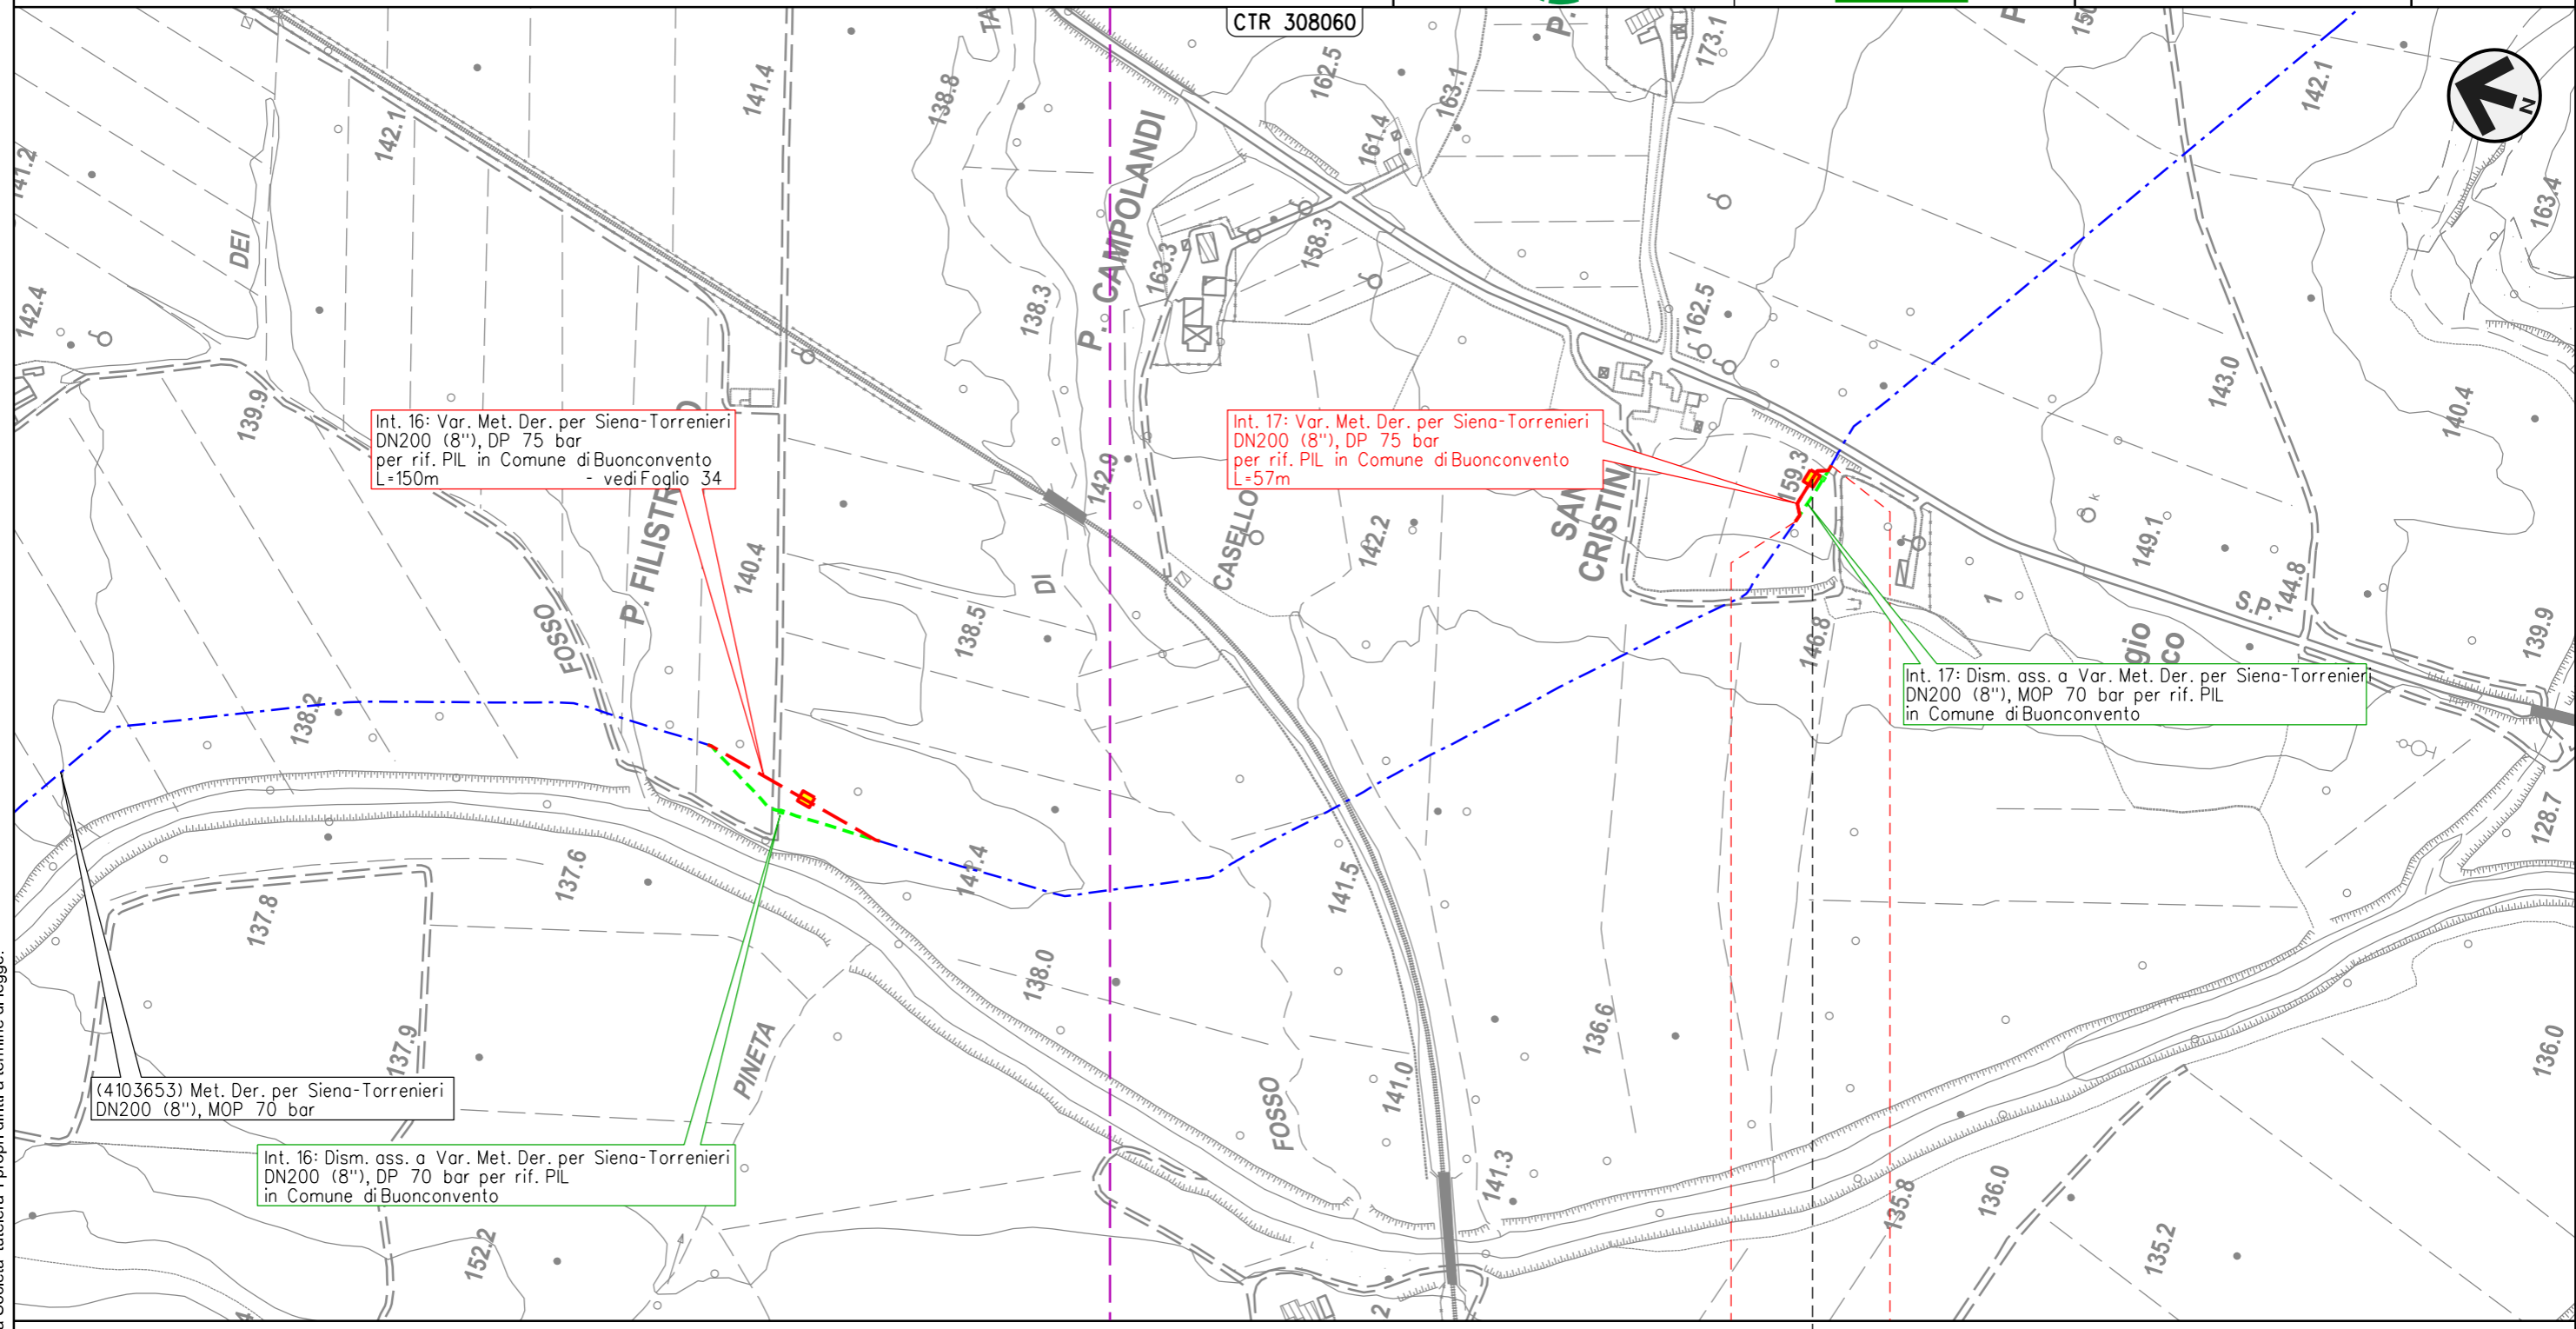 CTR 308060
N
141.2
142.1
141.4
138.8
TA
162.5
163.1
161.4
P.
173.1
P
150
142.1
163.4
142.4
DEI
139.9
138.3
P. CAMPOLANDI
163.3
158.3
162.5
143.0
140.4
Int. 16: Var. Met. Der. per Siena-Torrenieri
DN200 (8"), DP 75 bar
per rif. PIL in Comune di Buonconvento
L=150m - vedi Foglio 34
Int. 17: Var. Met. Der. per Siena-Torrenieri
DN200 (8"), DP 75 bar
per rif. PIL in Comune di Buonconvento
L=57m
P. FILISTR
O
140.4
142.9
CASELLO
142.2
SAN
CRISTIN
159.3
k
149.1
144.8
S.P.
1
139.9
FOSSO
138.5
DI
146.8
gio
co
Int. 17: Dism. ass. a Var. Met. Der. per Siena-Torrenieri
DN200 (8"), MOP 70 bar per rif. PIL
in Comune di Buonconvento
138.2
137.6
137.8
141.4
141.5
128.7
138.0
136.6
137.9
PINETA
141.0
136.0
(4103653) Met. Der. per Siena-Torrenieri
DN200 (8"), MOP 70 bar
FOSSO
Int. 16: Dism. ass. a Var. Met. Der. per Siena-Torrenieri
DN200 (8"), DP 70 bar per rif. PIL
in Comune di Buonconvento
141.3
135.8
136.0
135.2
152.2
2
4